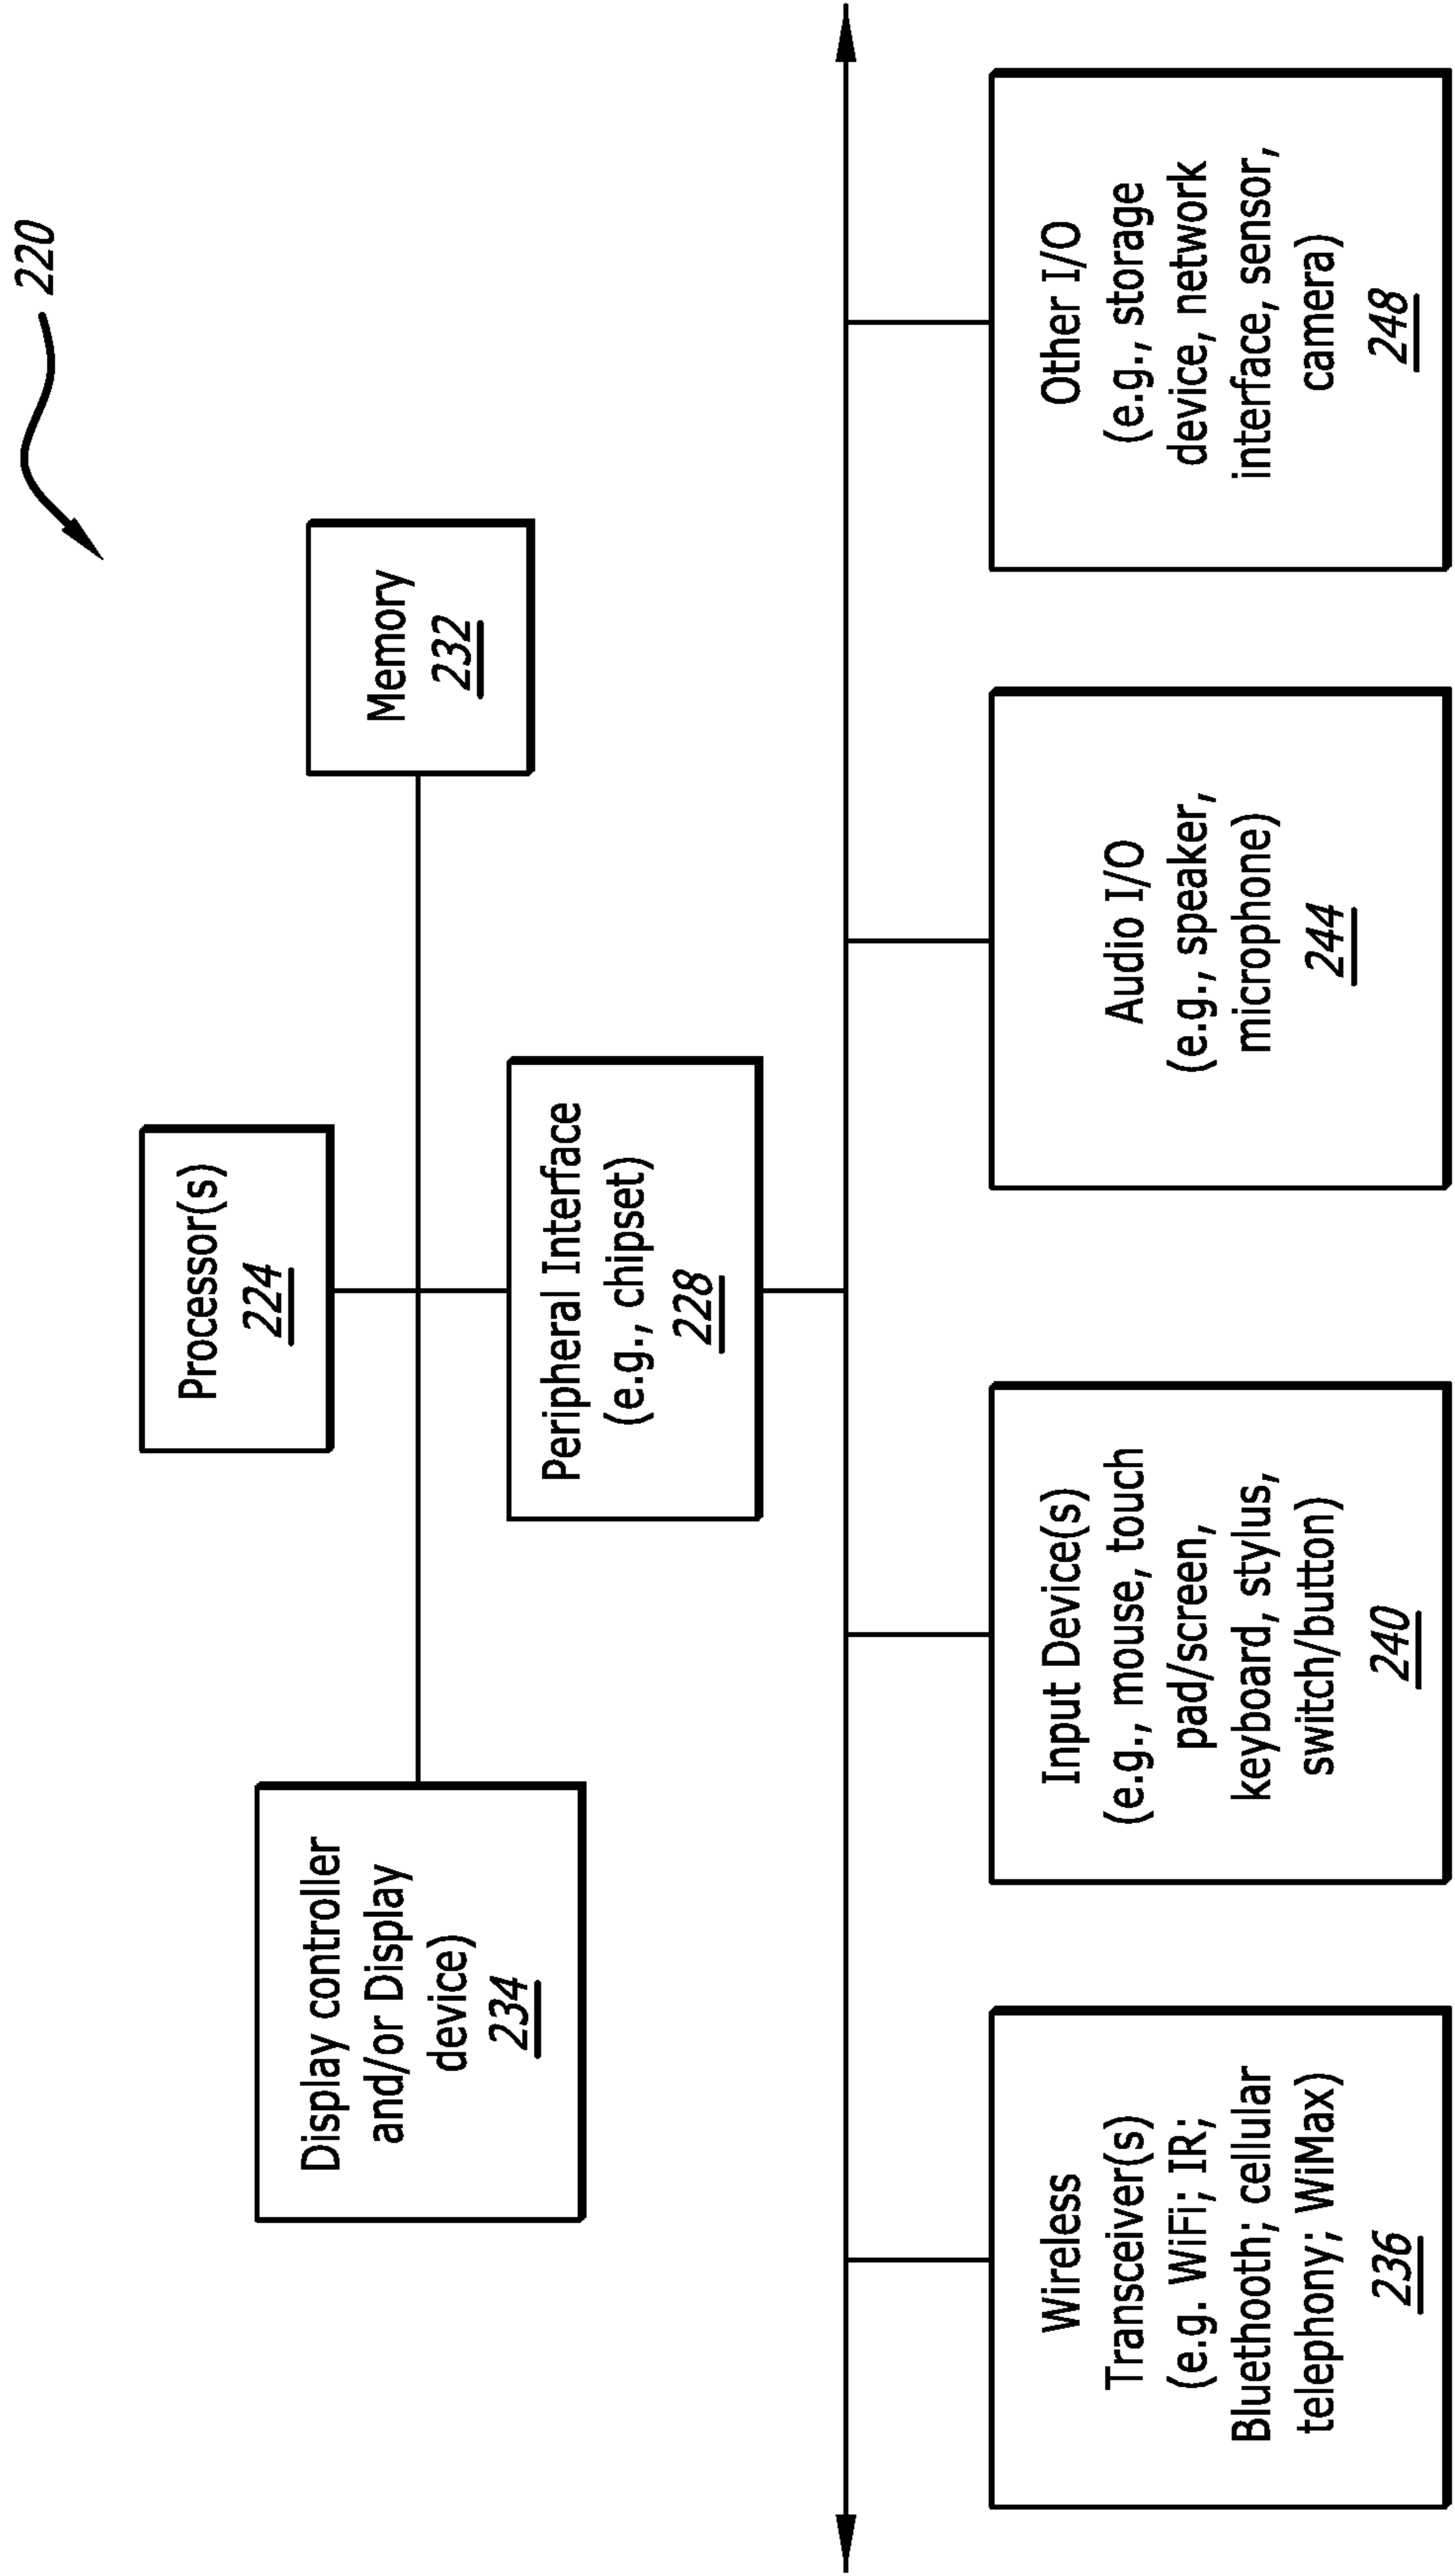 220
Processor(s)
224
Display controller
and/or Display
device)
234
Memory
232
Peripheral Interface
(e.g., chipset)
228
Wireless
Transceiver(s)
(e.g. WiFi; IR;
Bluethooth; cellular
telephony; WiMax)
236
Input Device(s)
(e.g., mouse, touch
pad/screen,
keyboard, stylus,
switch/button)
240
Audio I/O
(e.g., speaker,
microphone)
244
Other I/O
(e.g., storage
device, network
interface, sensor,
camera)
248